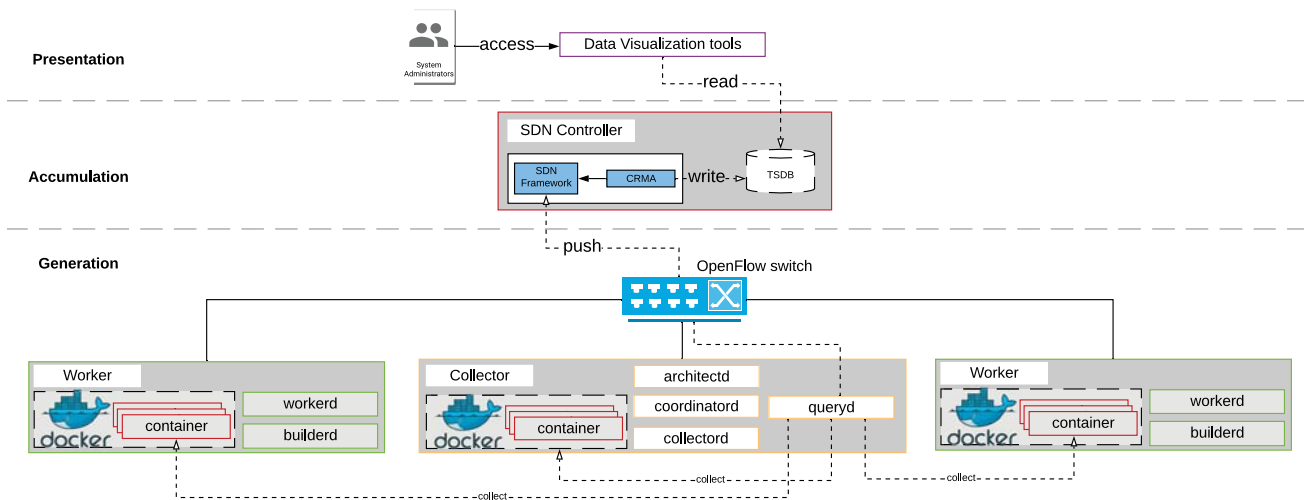 System
Administrators
access
Data Visualization tools
Presentation
read
SDN Controller
SDN
Framework
CRMA
write
TSDB
Accumulation
push
Generation
OpenFlow switch
Worker
docker
container
workerd
builderd
Collector
docker
container
architectd
coordinatord
collectord
queryd
Worker
docker
container
workerd
builderd
collect
collect
collect